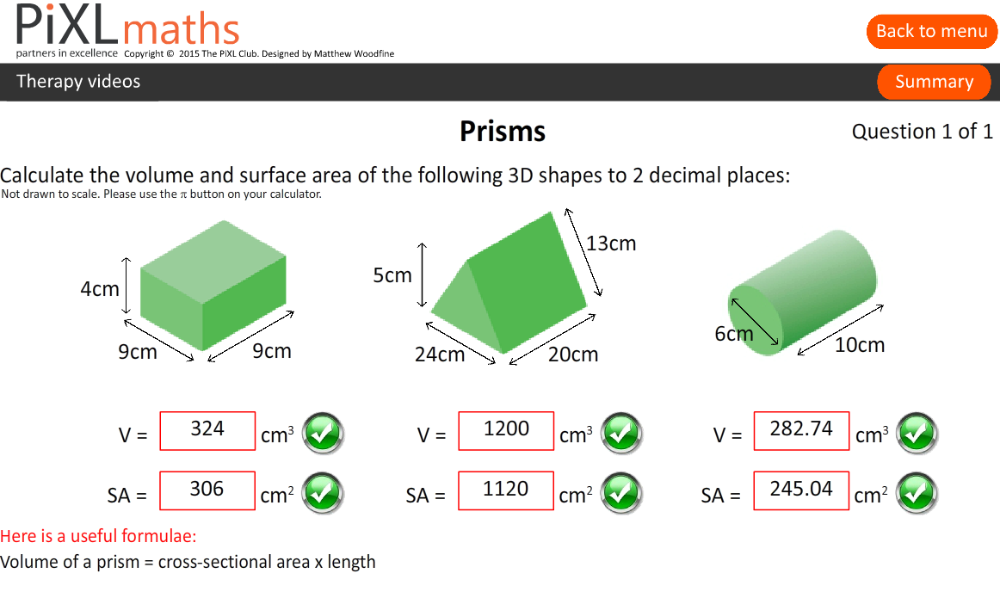 PiXL maths
partners in excellence Copyright © 2015 The PiXL Club. Designed by Matthew Woodfine
Back to menu
Therapy videos
Summary
Prisms
Question 1 of 1
Calculate the volume and surface area of the following 3D shapes to 2 decimal places:
Not drawn to scale. Please use the π button on your calculator.
4cm
9cm
9cm
5cm
13cm
24cm
20cm
6cm
10cm
V = 324 cm³
V = 1200 cm³
V = 282.74 cm³
SA = 306 cm²
SA = 1120 cm²
SA = 245.04 cm²
Here is a useful formulae:
Volume of a prism = cross-sectional area x length